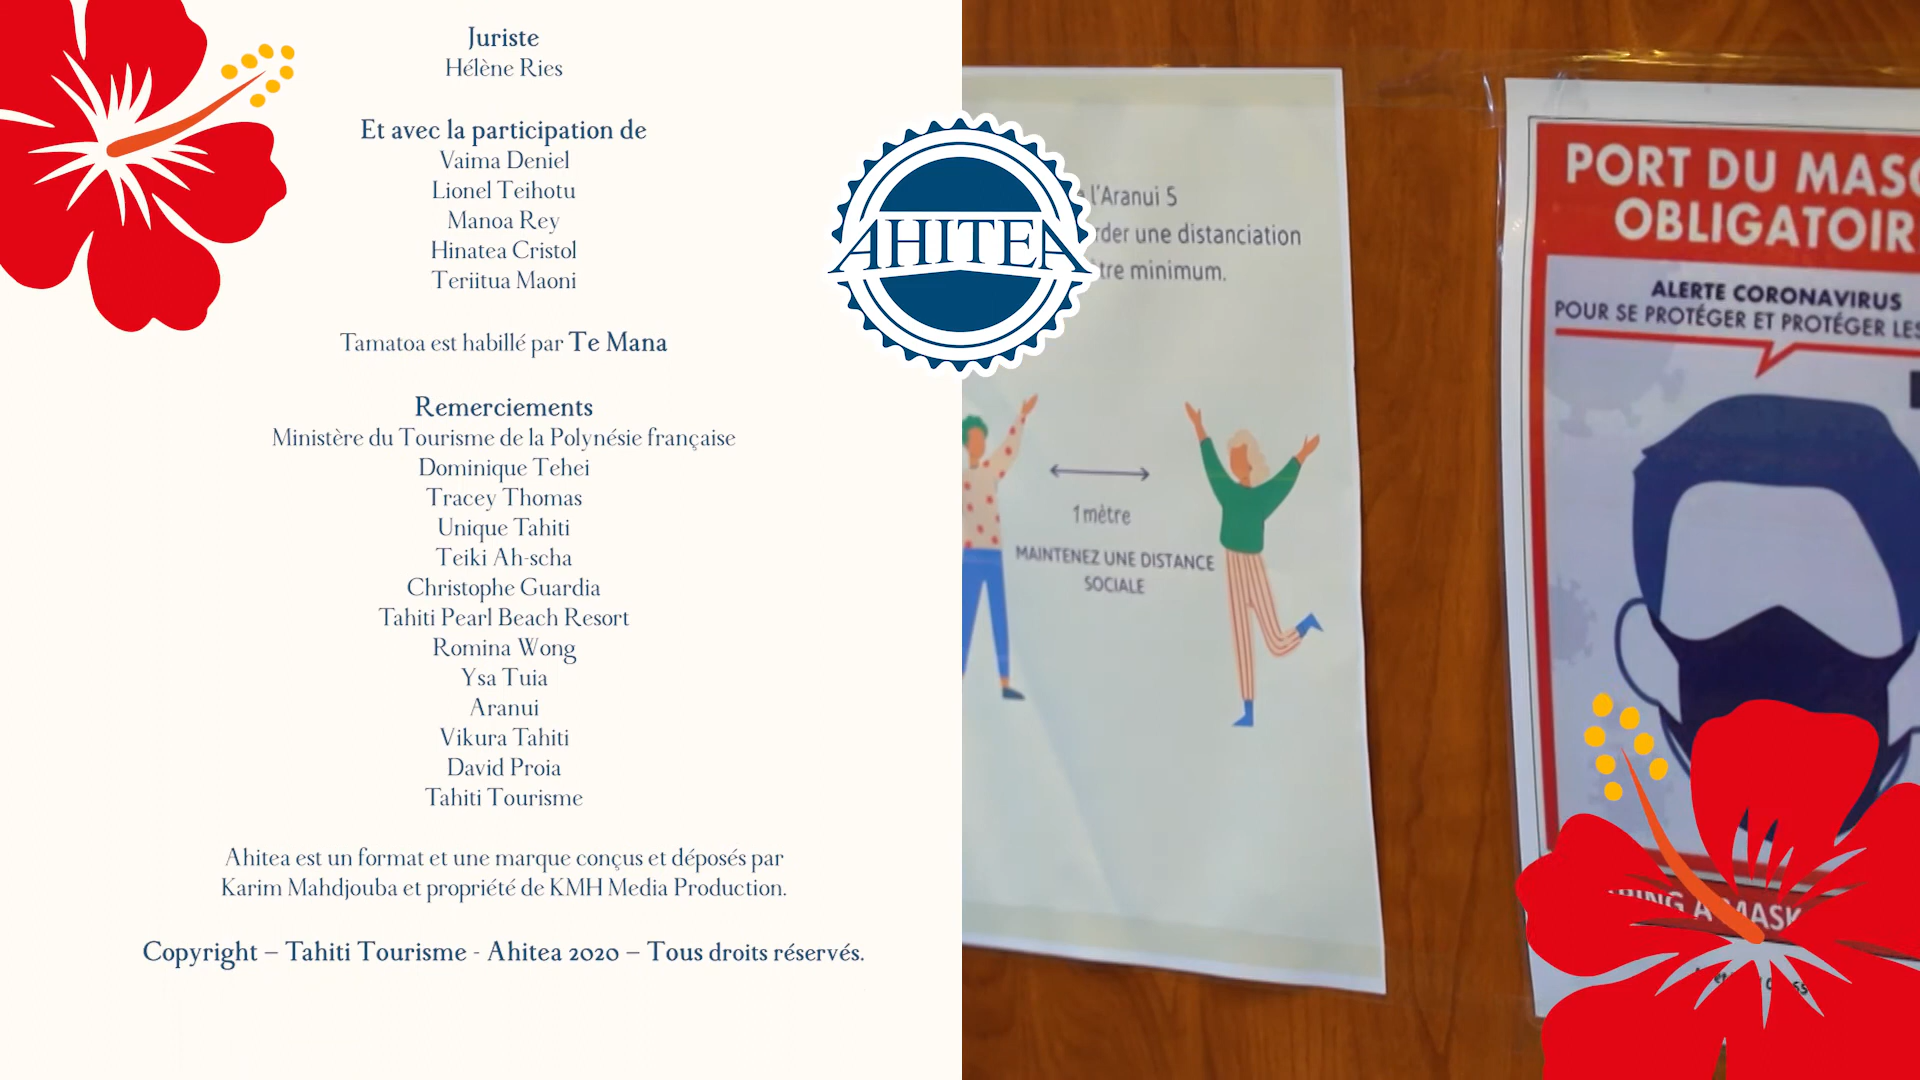 Juriste
Hélène Ries
Et avec la participation de
Vaima Deniel
Lionel Teihotu
Manoa Rey
Hinatea Cristol
Teriitua Maoni
Tamatoa est habillé par Te Mana
Remerciements
Ministère du Tourisme de la Polynésie française
Dominique Tehei
Tracey Thomas
Unique Tahiti
Teiki Ah-scha
Christophe Guardia
Tahiti Pearl Beach Resort
Romina Wong
Ysa Tuia
Aranui
Vikura Tahiti
David Proia
Tahiti Tourisme
Ahitea est un format et une marque conçus et déposés par
Karim Mahdjouba et propriété de KMH Media Production.
Copyright – Tahiti Tourisme - Ahitea 2020 – Tous droits réservés.
AHITEA
l'Aranui 5
une distanciation
minimum.
1 mètre
MAINTENEZ UNE DISTANCE
SOCIALE
PORT DU
ALERTE CORONAVIRUS
POUR SE PROTÉGER ET PROTÉGER LES
A MASK